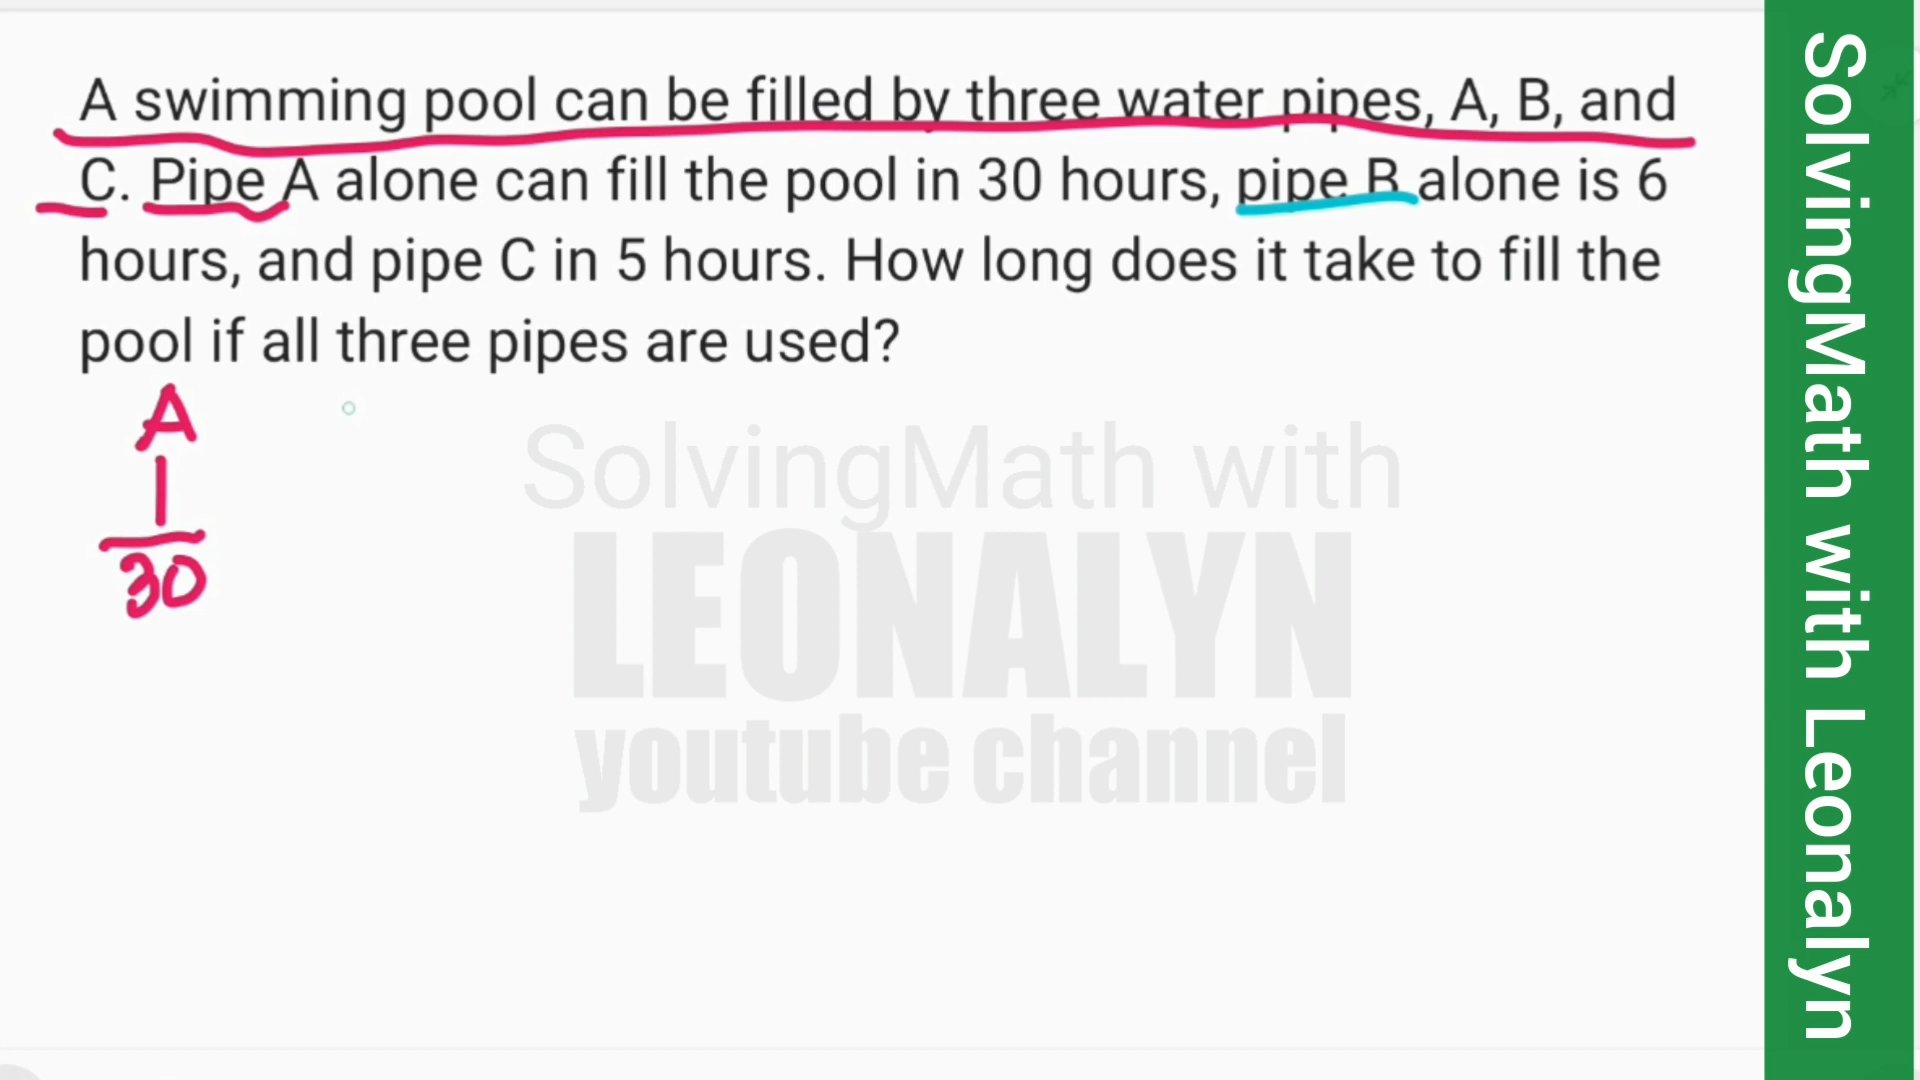 A swimming pool can be filled by three water pipes, A, B, and
C. Pipe A alone can fill the pool in 30 hours, pipe B alone is 6
hours, and pipe C in 5 hours. How long does it take to fill the
pool if all three pipes are used?
A
1
30
SolvingMath with
LEONALYN
youtube channel
SolvingMath with Leonalyn